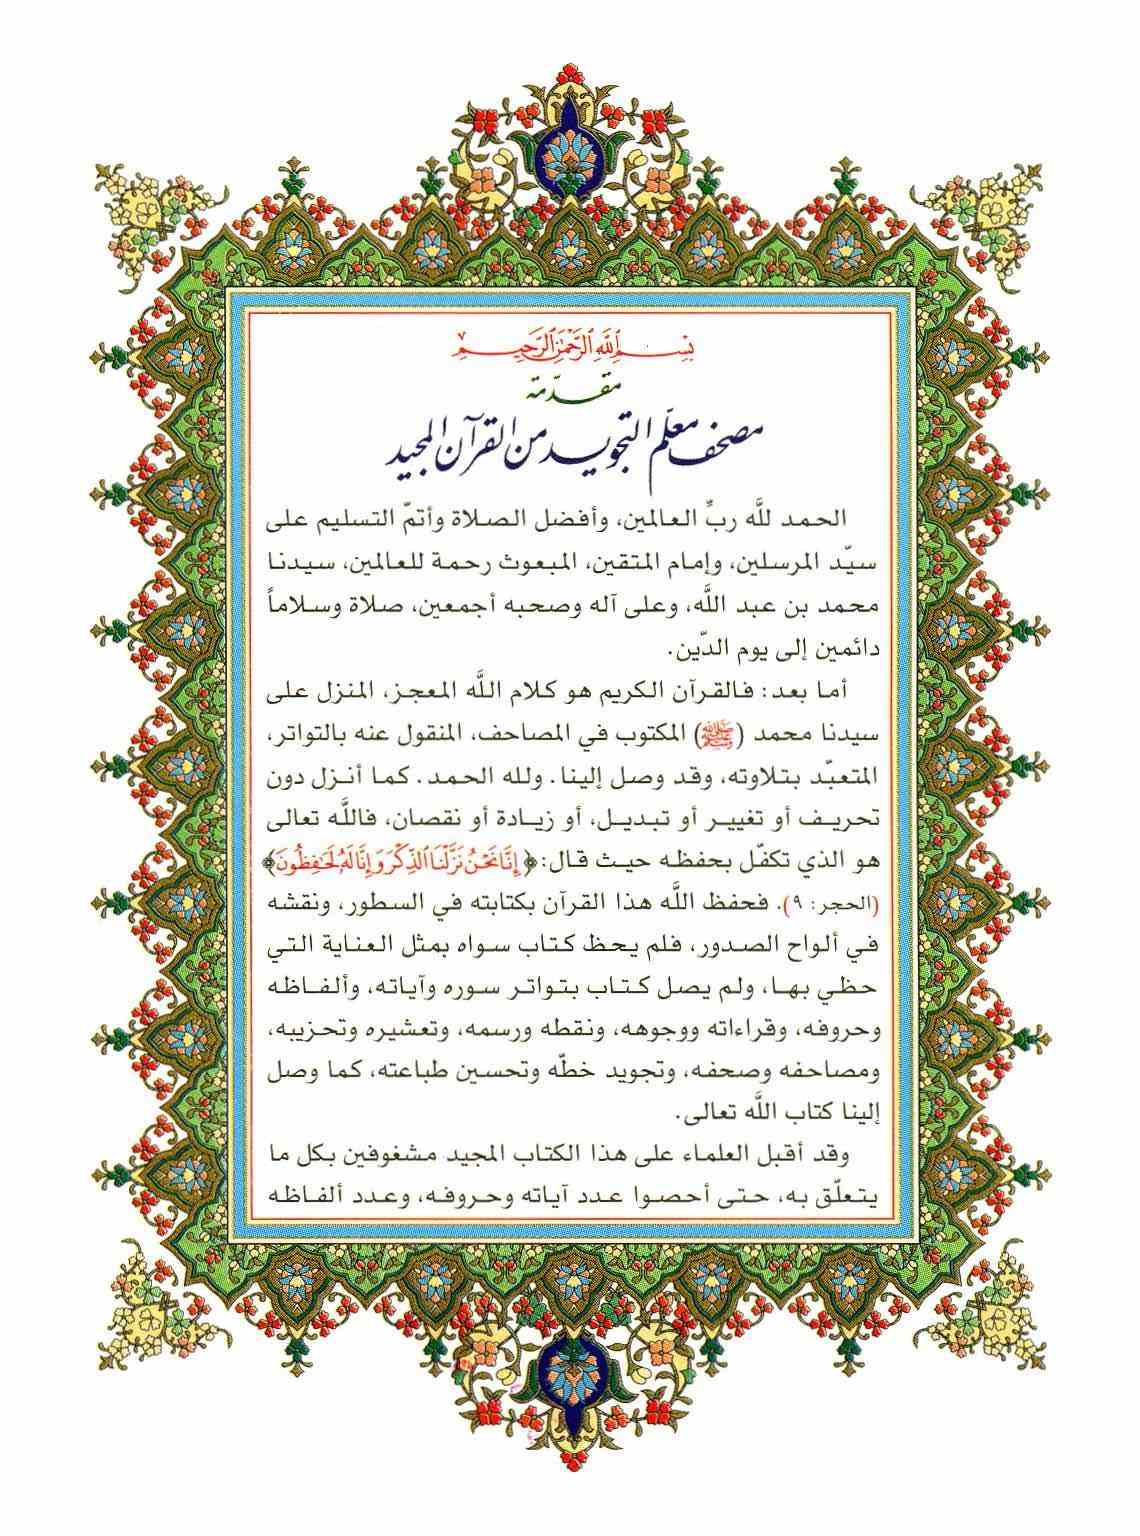 بِسْمِ ٱللَّهِ ٱلرَّحْمَٰنِ ٱلرَّحِيمِ
مقدّمة
مصحف معلّم التجويد من القرآن المجيد
الحمد للَّه ربِّ العالمين، وأفضل الصلاة وأتمّ التسليم على
سيّد المرسلين، وإمام المتقين، المبعوث رحمة للعالمين، سيدنا
محمد بن عبد اللَّه، وعلى آله وصحبه أجمعين، صلاة وسلاماً
دائمين إلى يوم الدّين.
أما بعد: فالقرآن الكريم هو كلام اللَّه المعجز، المنزل على
سيدنا محمد (ﷺ) المكتوب في المصاحف، المنقول عنه بالتواتر،
المتعبّد بتلاوته، وقد وصل إلينا. ولله الحمد. كما أنزل دون
تحريف أو تغيير أو تبديل، أو زيادة أو نقصان، فاللَّه تعالى
هو الذي تكفّل بحفظه حيث قال: ﴿إِنَّا نَحْنُ نَزَّلْنَا ٱلذِّكْرَ وَإِنَّا لَهُۥ لَحَٰفِظُونَ﴾
(الحجر: ٩). فحفظ اللَّه هذا القرآن بكتابته في السطور، ونقشه
في ألواح الصدور، فلم يحظ كتاب سواه بمثل العناية التي
حظي بها، ولم يصل كتاب بتواتر سوره وآياته، وألفاظه
وحروفه، وقراءاته ووجوهه، ونقطه ورسمه، وتعشيره وتحزيبه،
ومصاحفه وصحفه، وتجويد خطّه وتحسين طباعته، كما وصل
إلينا كتاب اللَّه تعالى.
وقد أقبل العلماء على هذا الكتاب المجيد مشغوفين بكل ما
يتعلّق به، حتى أحصوا عدد آياته وحروفه، وعدد ألفاظه